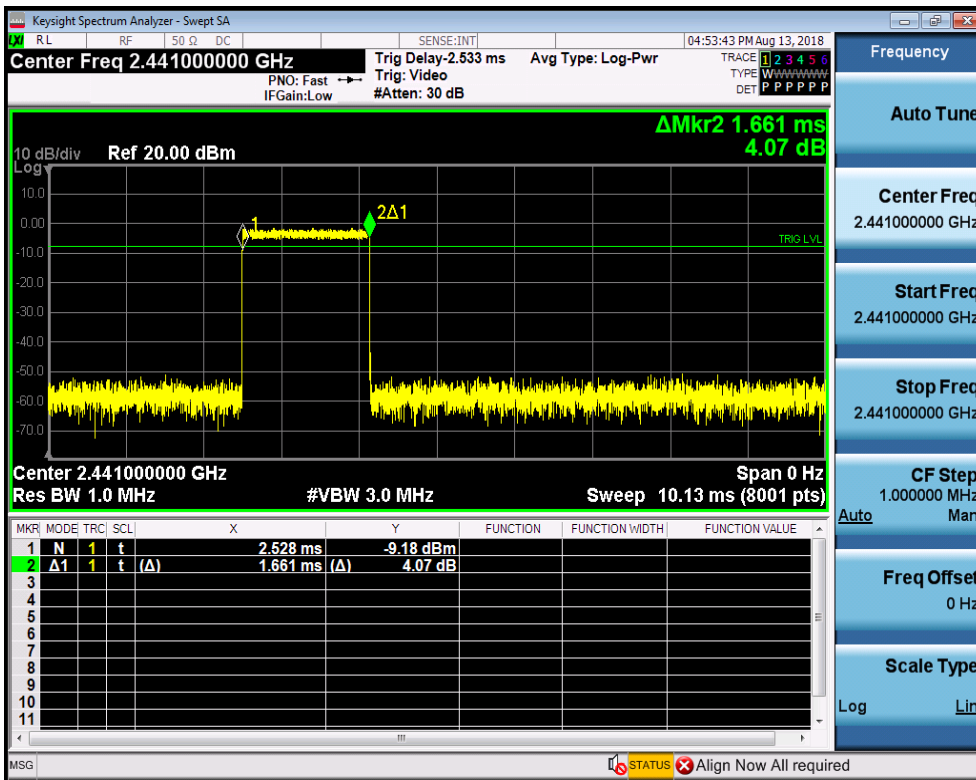 Keysight Spectrum Analyzer - Swept SA
LXI RL RF 50 Ω DC SENSE:INT 04:53:43 PM Aug 13, 2018
Center Freq 2.441000000 GHz
PNO: Fast
IFGain:Low
Trig Delay-2.533 ms
Trig: Video
#Atten: 30 dB
Avg Type: Log-Pwr
TRACE 1 2 3 4 5 6
TYPE WWWWWW
DET P P P P P P
ΔMkr2 1.661 ms
4.07 dB
10 dB/div Ref 20.00 dBm
Log
10.0
0.00
-10.0
-20.0
-30.0
-40.0
-50.0
-60.0
-70.0
1
2Δ1
TRIG LVL
Center 2.441000000 GHz Span 0 Hz
Res BW 1.0 MHz #VBW 3.0 MHz Sweep 10.13 ms (8001 pts)
MKR MODE TRC SCL X Y FUNCTION FUNCTION WIDTH FUNCTION VALUE
1 N 1 t 2.528 ms -9.18 dBm
2 Δ1 1 t (Δ) 1.661 ms (Δ) 4.07 dB
3
4
5
6
7
8
9
10
11
MSG STATUS Align Now All required
Frequency
Auto Tune
Center Freq
2.441000000 GHz
Start Freq
2.441000000 GHz
Stop Freq
2.441000000 GHz
CF Step
1.000000 MHz
Auto Man
Freq Offset
0 Hz
Scale Type
Log Lin